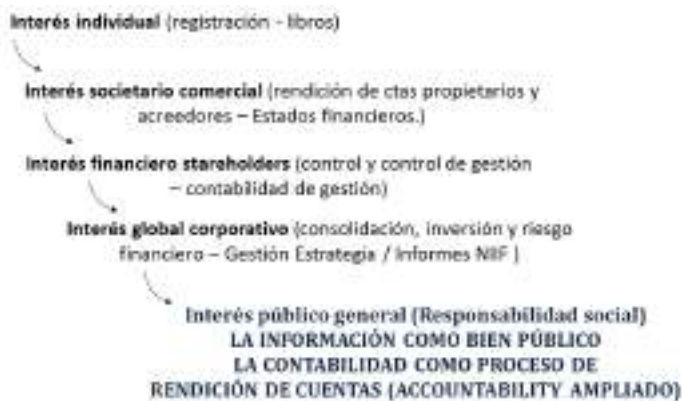 Interés individual (registración - libros)
Interés societario comercial (rendición de ctas propietarios y
acreedores – Estados financieros.)
Interés financiero stareholders (control y control de gestión
– contabilidad de gestión)
Interés global corporativo (consolidación, inversión y riesgo
financiero – Gestión Estrategia / Informes NIIF )
Interés público general (Responsabilidad social)
LA INFORMACIÓN COMO BIEN PÚBLICO
LA CONTABILIDAD COMO PROCESO DE
RENDICIÓN DE CUENTAS (ACCOUNTABILITY AMPLIADO)